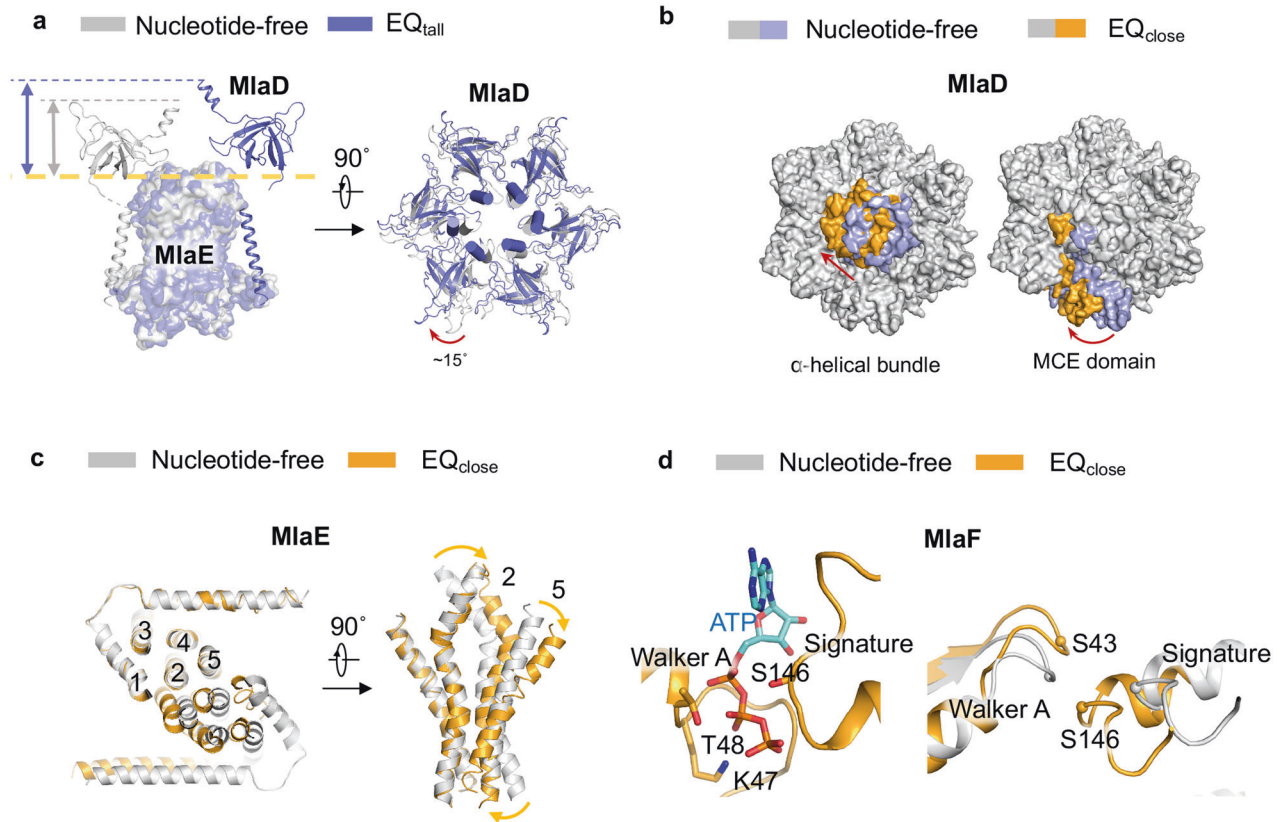 a Nucleotide-free EQtall
MlaD
MlaE
90°
MlaD
~15°
b Nucleotide-free EQclose
MlaD
α-helical bundle MCE domain
c Nucleotide-free EQclose
MlaE
3 4 2 5 1
90°
2
5
d Nucleotide-free EQclose
MlaF
ATP
Walker A Signature
S146
T48
K47
S43
Signature
Walker A
S146